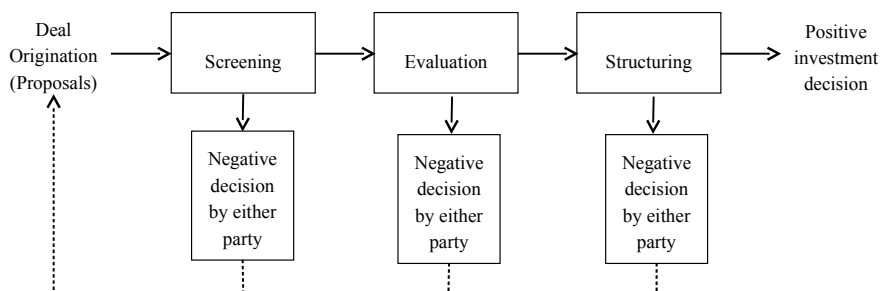 Deal
Origination
(Proposals)
Screening
Evaluation
Structuring
Positive
investment
decision
Negative
decision
by either
party
Negative
decision
by either
party
Negative
decision
by either
party